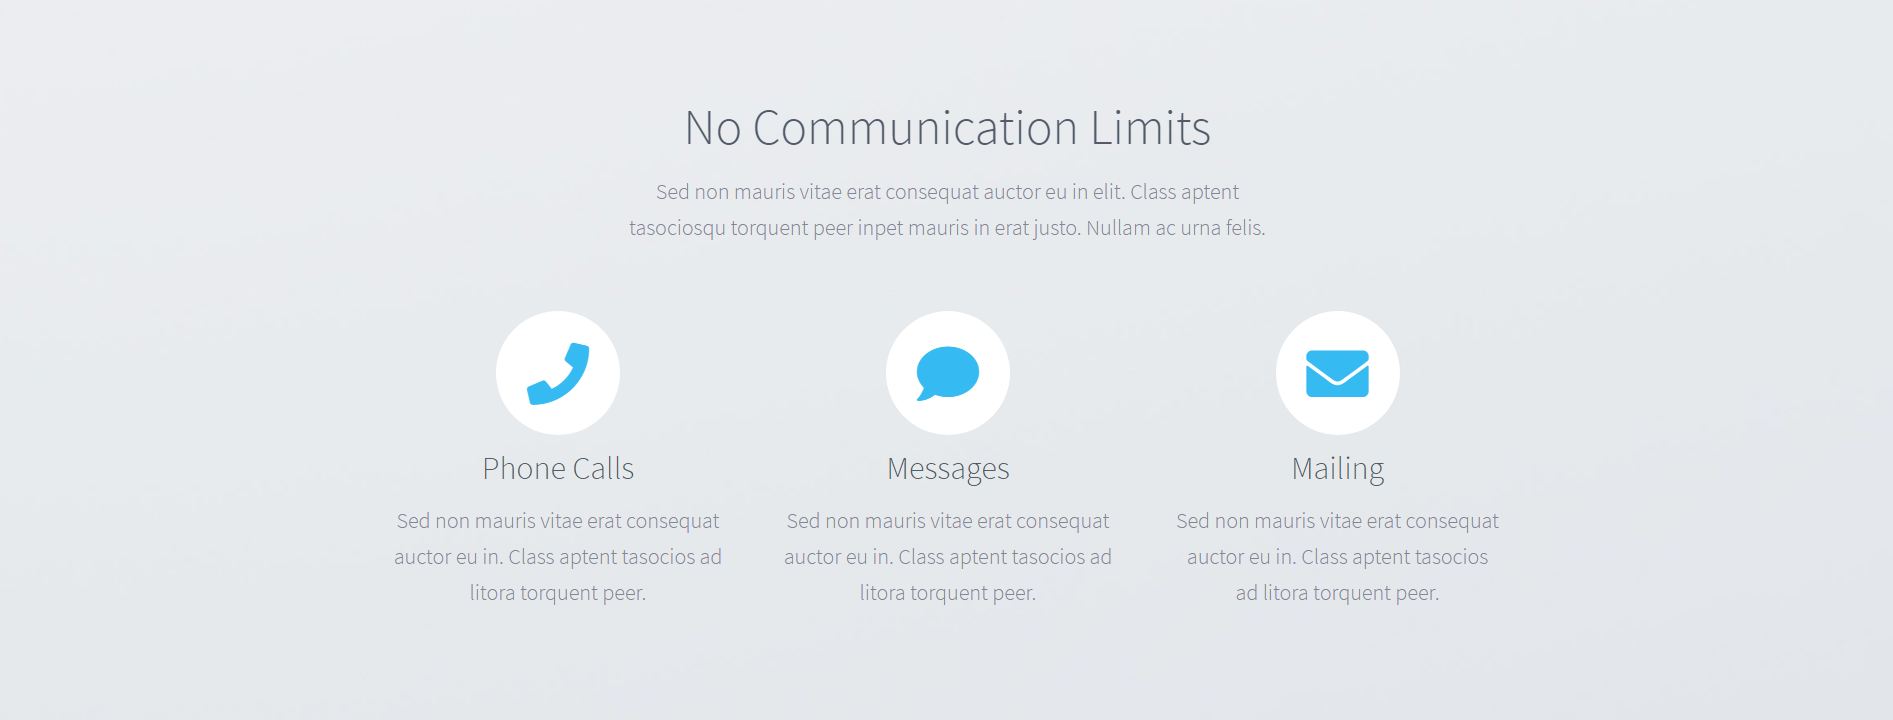 No Communication Limits
Sed non mauris vitae erat consequat auctor eu in elit. Class aptent
tasociosqu torquent peer inpet mauris in erat justo. Nullam ac urna felis.
Phone Calls
Sed non mauris vitae erat consequat
auctor eu in. Class aptent tasocios ad
litora torquent peer.
Messages
Sed non mauris vitae erat consequat
auctor eu in. Class aptent tasocios ad
litora torquent peer.
Mailing
Sed non mauris vitae erat consequat
auctor eu in. Class aptent tasocios
ad litora torquent peer.